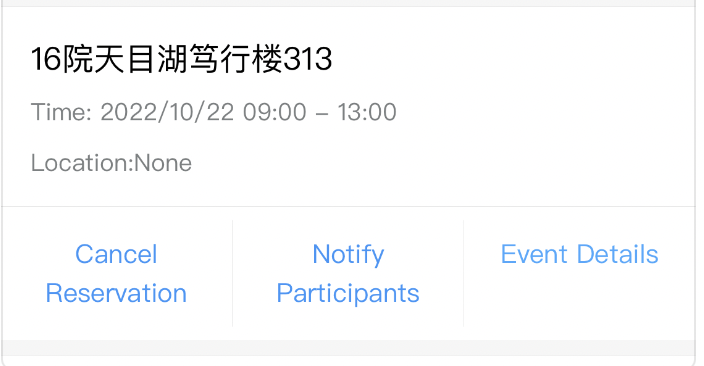 16院天目湖笃行楼313
Time: 2022/10/22 09:00 – 13:00
Location:None
Cancel
Reservation
Notify
Participants
Event Details